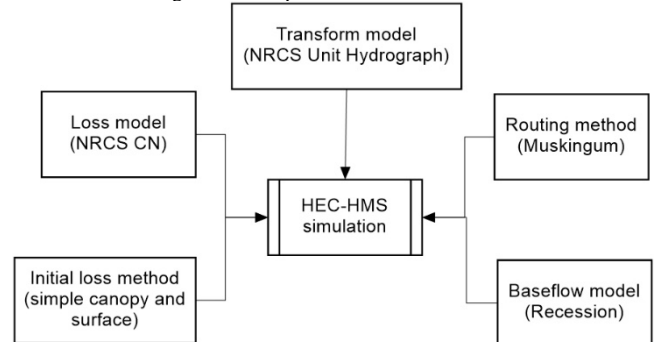 Transform model
(NRCS Unit Hydrograph)
Loss model
(NRCS CN)
Routing method
(Muskingum)
HEC-HMS
simulation
Initial loss method
(simple canopy and
surface)
Baseflow model
(Recession)